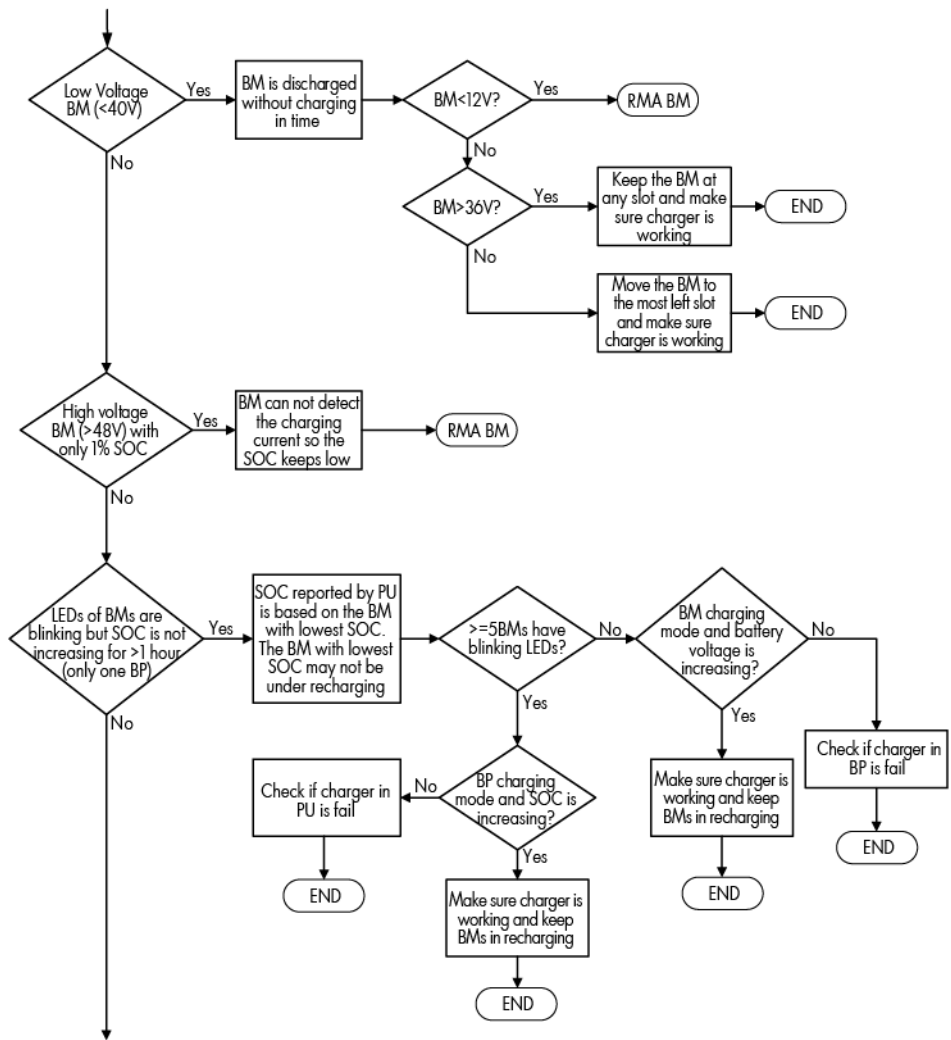 Low Voltage
BM (<40V)
Yes
BM is discharged
without charging
in time
BM<12V?
Yes
RMA BM
No
No
BM>36V?
Yes
Keep the BM at
any slot and make
sure charger is
working
END
No
Move the BM to
the most left slot
and make sure
charger is working
END
High voltage
BM (>48V) with
only 1% SOC
Yes
BM can not detect
the charging
current so the
SOC keeps low
RMA BM
No
LEDs of BMs are
blinking but SOC is not
increasing for >1 hour
(only one BP)
Yes
SOC reported by PU
is based on the BM
with lowest SOC.
The BM with lowest
SOC may not be
under recharging
>=5BMs have
blinking LEDs?
No
BM charging
mode and battery
voltage is
increasing?
No
No
Yes
Yes
Check if charger in
BP is fail
END
Make sure charger is
working and keep
BMs in recharging
END
BP charging
mode and SOC is
increasing?
No
Check if charger in
PU is fail
END
Yes
Make sure charger is
working and keep
BMs in recharging
END